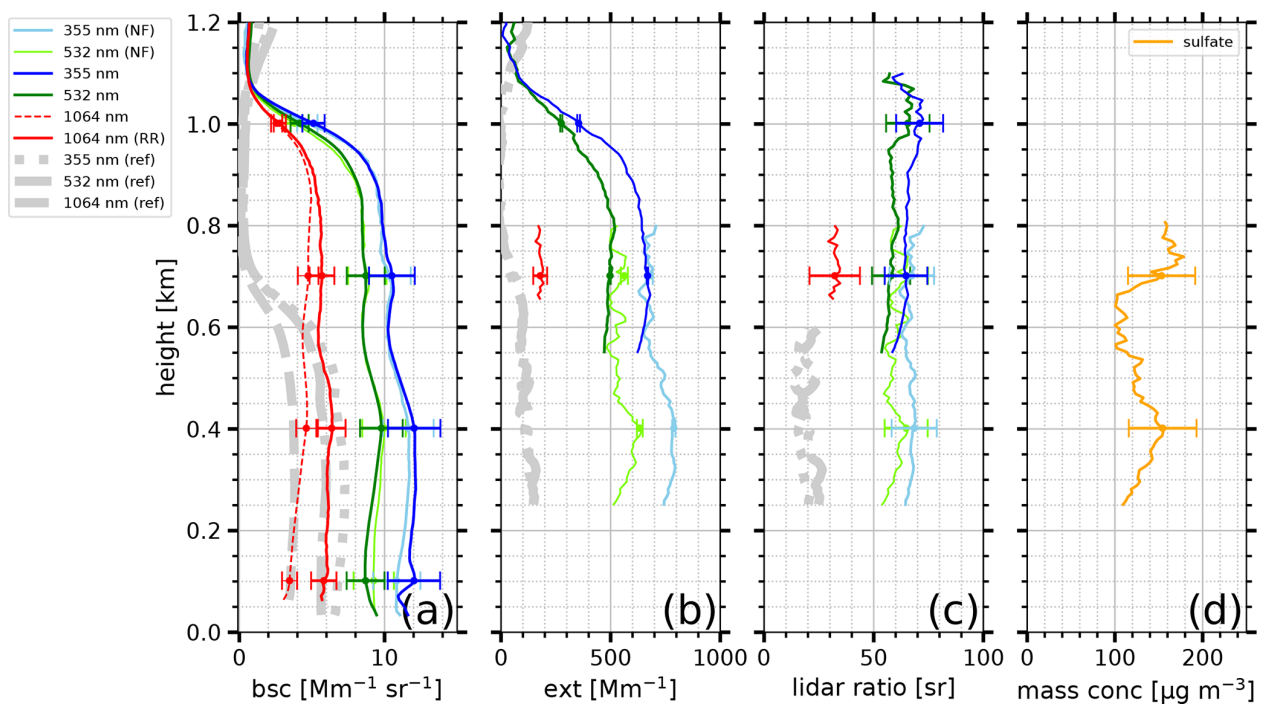 355 nm (NF)
532 nm (NF)
355 nm
532 nm
1064 nm
1064 nm (RR)
355 nm (ref)
532 nm (ref)
1064 nm (ref)
height [km]
1.2
1.0
0.8
0.6
0.4
0.2
0.0
0 10
bsc [Mm⁻¹ sr⁻¹]
(a)
0 500 1000
ext [Mm⁻¹]
(b)
0 50 100
lidar ratio [sr]
(c)
sulfate
0 100 200
mass conc [μg m⁻³]
(d)